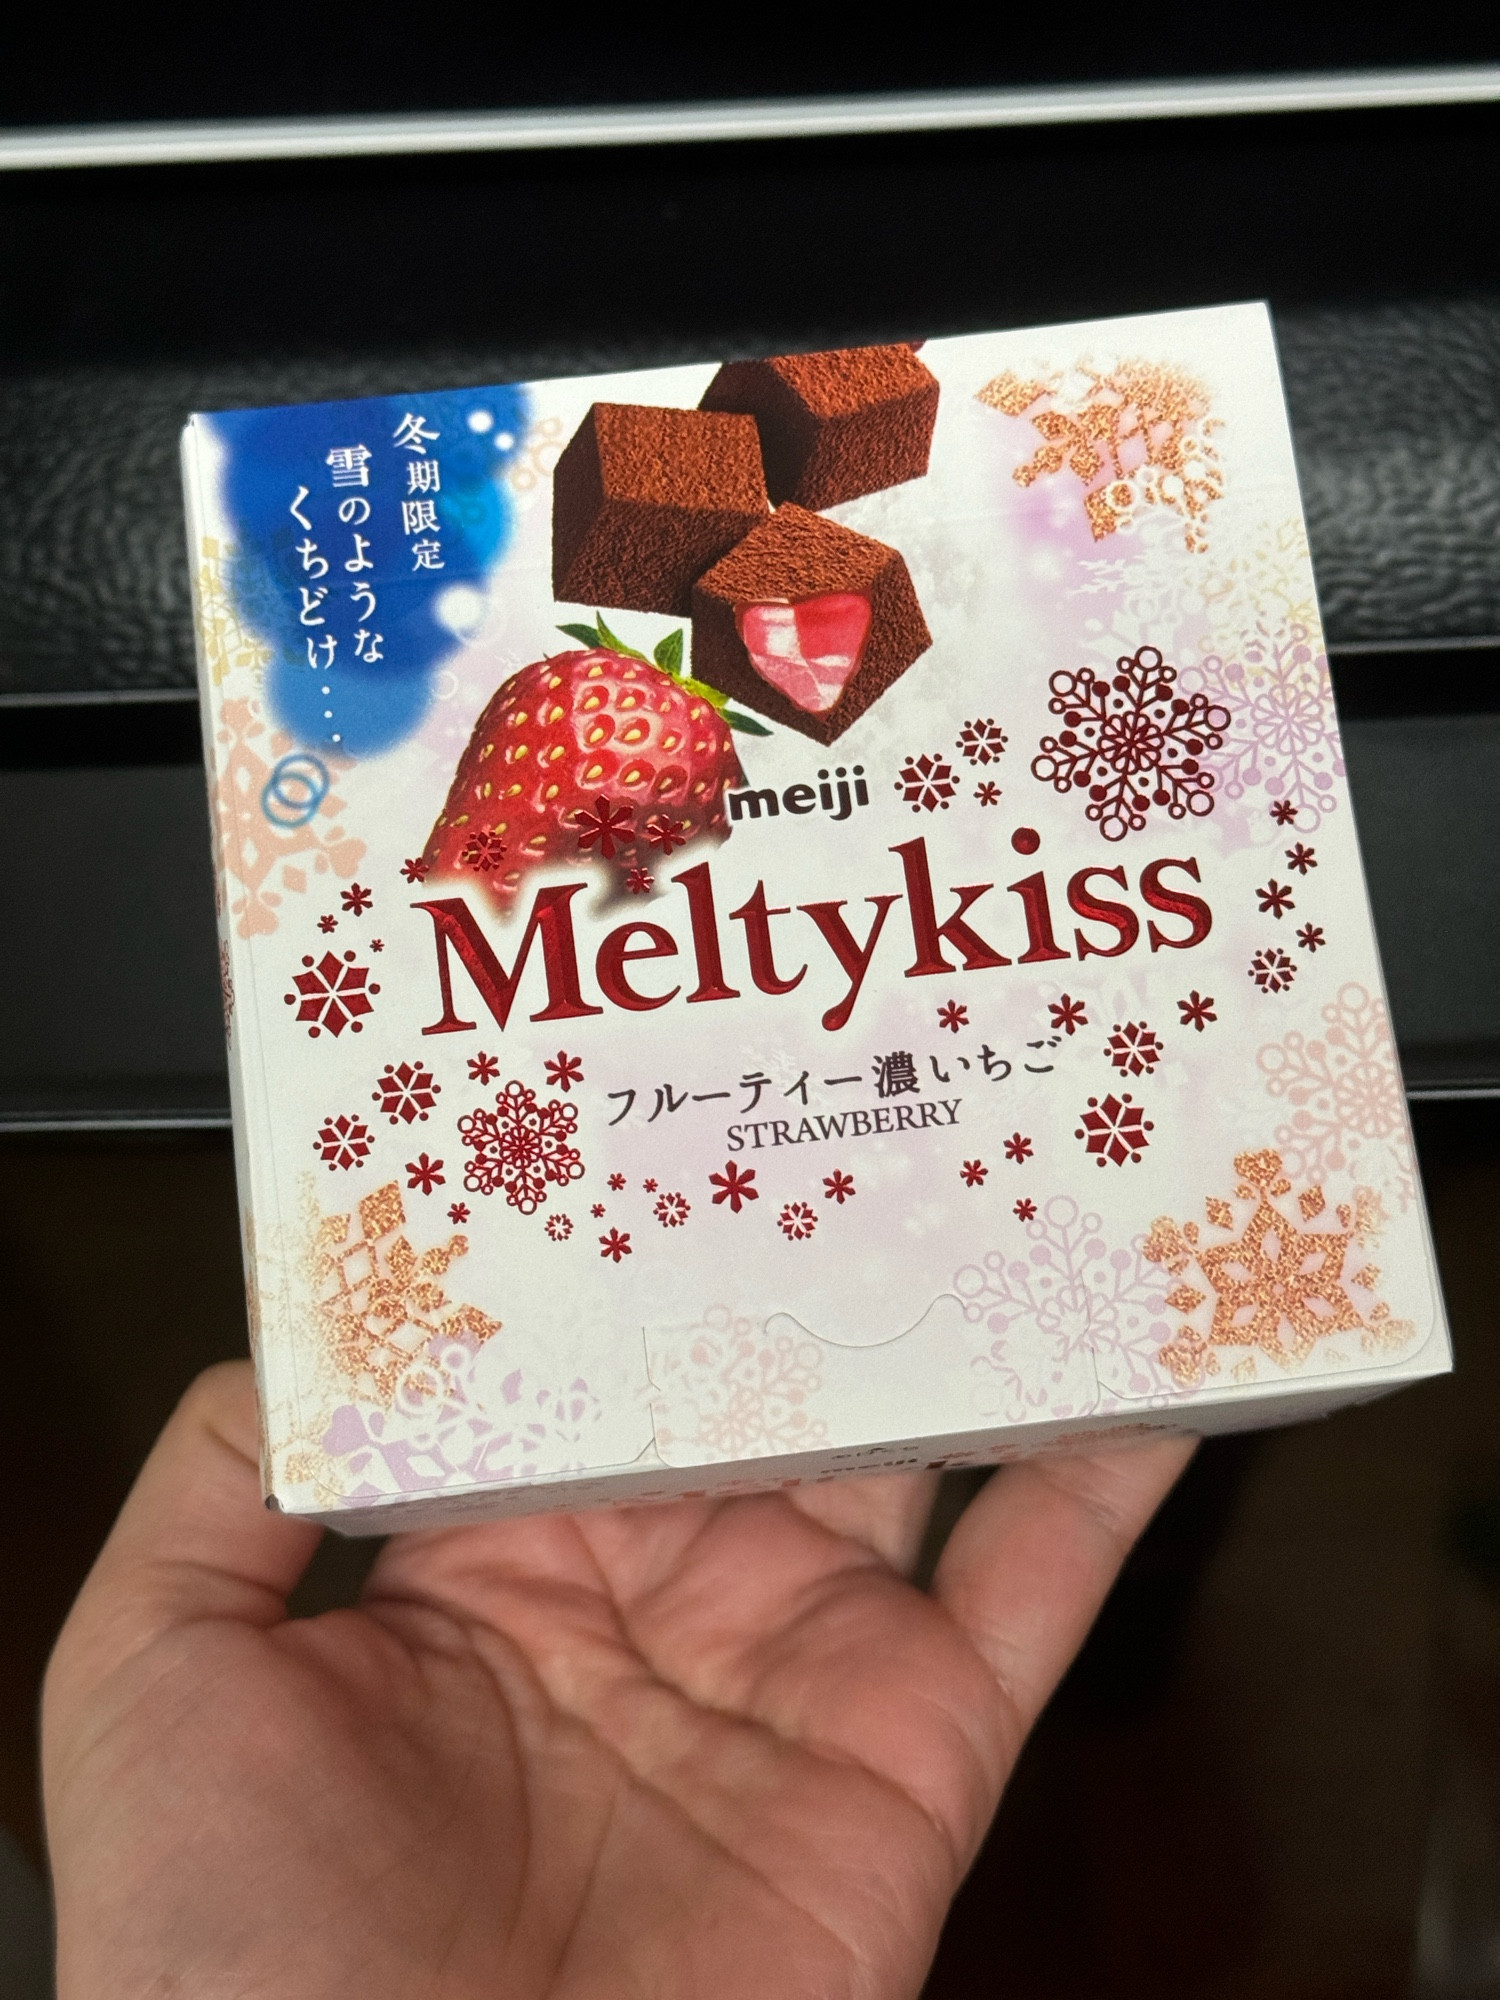 冬期限定
雪のような
くちどけ・・・
meiji
Meltykiss
フルーティー濃いちご
STRAWBERRY
meiji